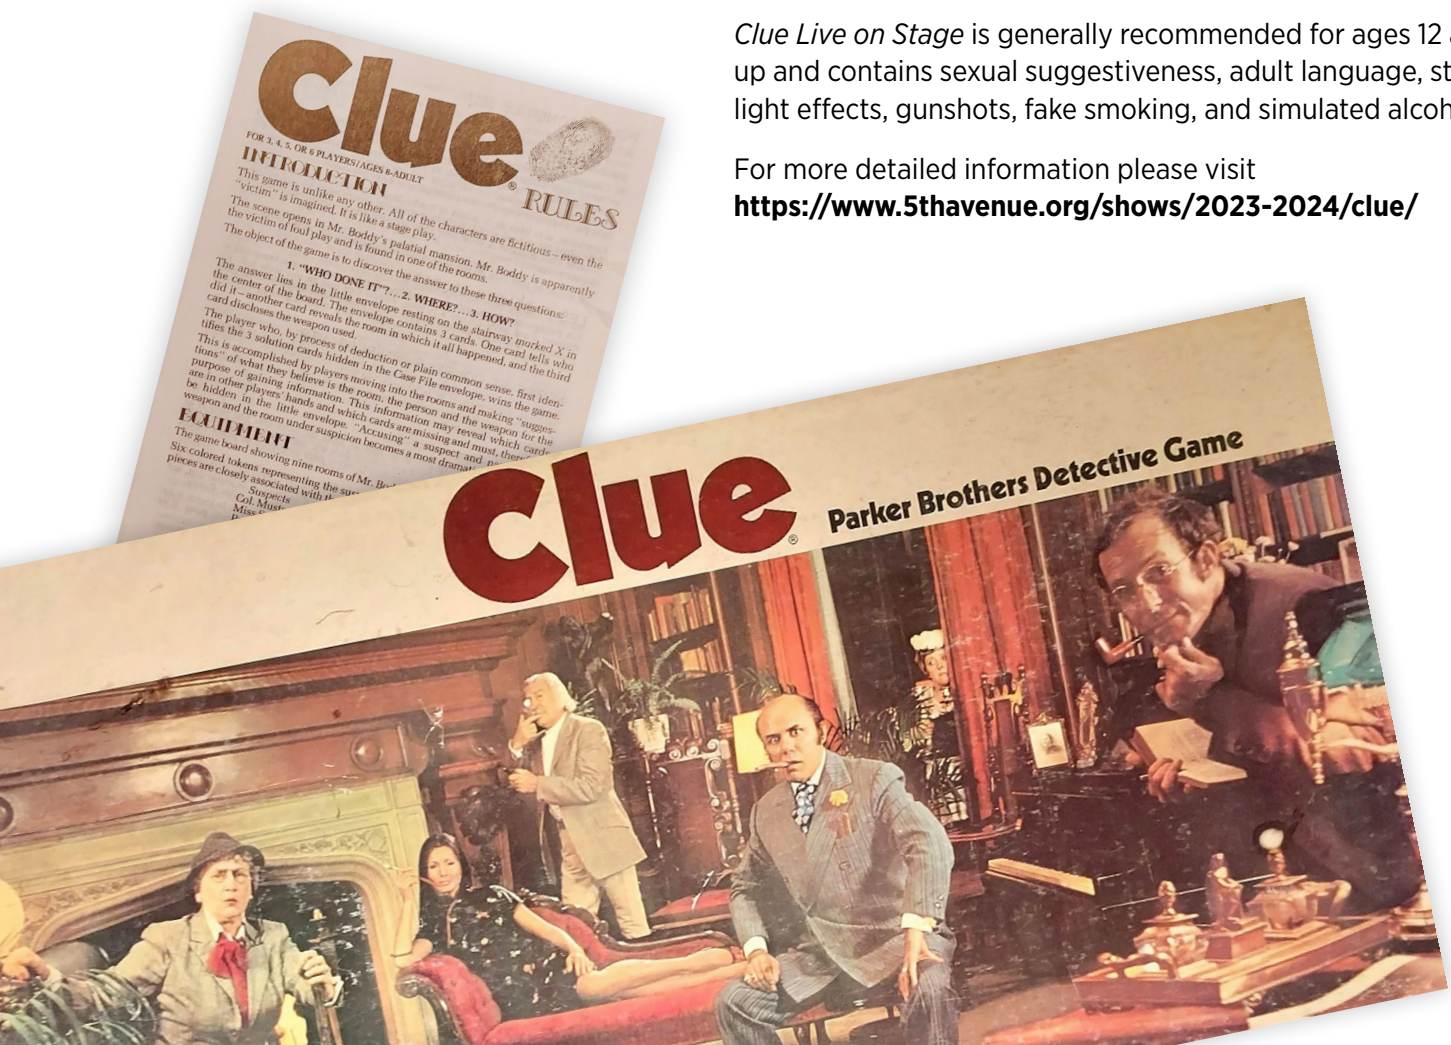 Clue Live on Stage is generally recommended for ages 12
up and contains sexual suggestiveness, adult language,
light effects, gunshots, fake smoking, and simulated
For more detailed information please visit
https://www.5thavenue.org/shows/2023-2024/clue/
Clue®
FOR 3, 4, 5, OR 6 PLAYERS/AGES 8-ADULT
RULES
INTRODUCTION
This game is unlike any other. All of the characters are fictitious—even the
"victim" is imagined. It is like a stage play.
The scene opens in Mr. Boddy's palatial mansion. Mr. Boddy is apparently
the victim of foul play and is found in one of the rooms.
The object of the game is to discover the answer to these three questions:
1. "WHO DONE IT"?...2. WHERE?...3. HOW?
The answer lies in the little envelope resting on the stairway marked X in
the center of the board. The envelope contains 3 cards. One card tells who
did it—another card reveals the room in which it all happened, and the third
card discloses the weapon used.
The player who, by process of deduction or plain common sense, first iden-
tifies the 3 solution cards hidden in the Case File envelope, wins the game.
This is accomplished by players moving into the rooms and making "sugges-
tions" of what they believe is the room, the person and the weapon for the
purpose of gaining information. This information may reveal which cards
are in other players' hands and which cards are missing and must,
be hidden in the little envelope. "Accusing" a suspect and
weapon and the room under suspicion becomes a most
EQUIPMENT
The game board showing nine rooms of Mr.
Six colored tokens representing the
pieces are closely associated with
Suspects
Col.
Miss
Clue®
Parker Brothers Detective Game